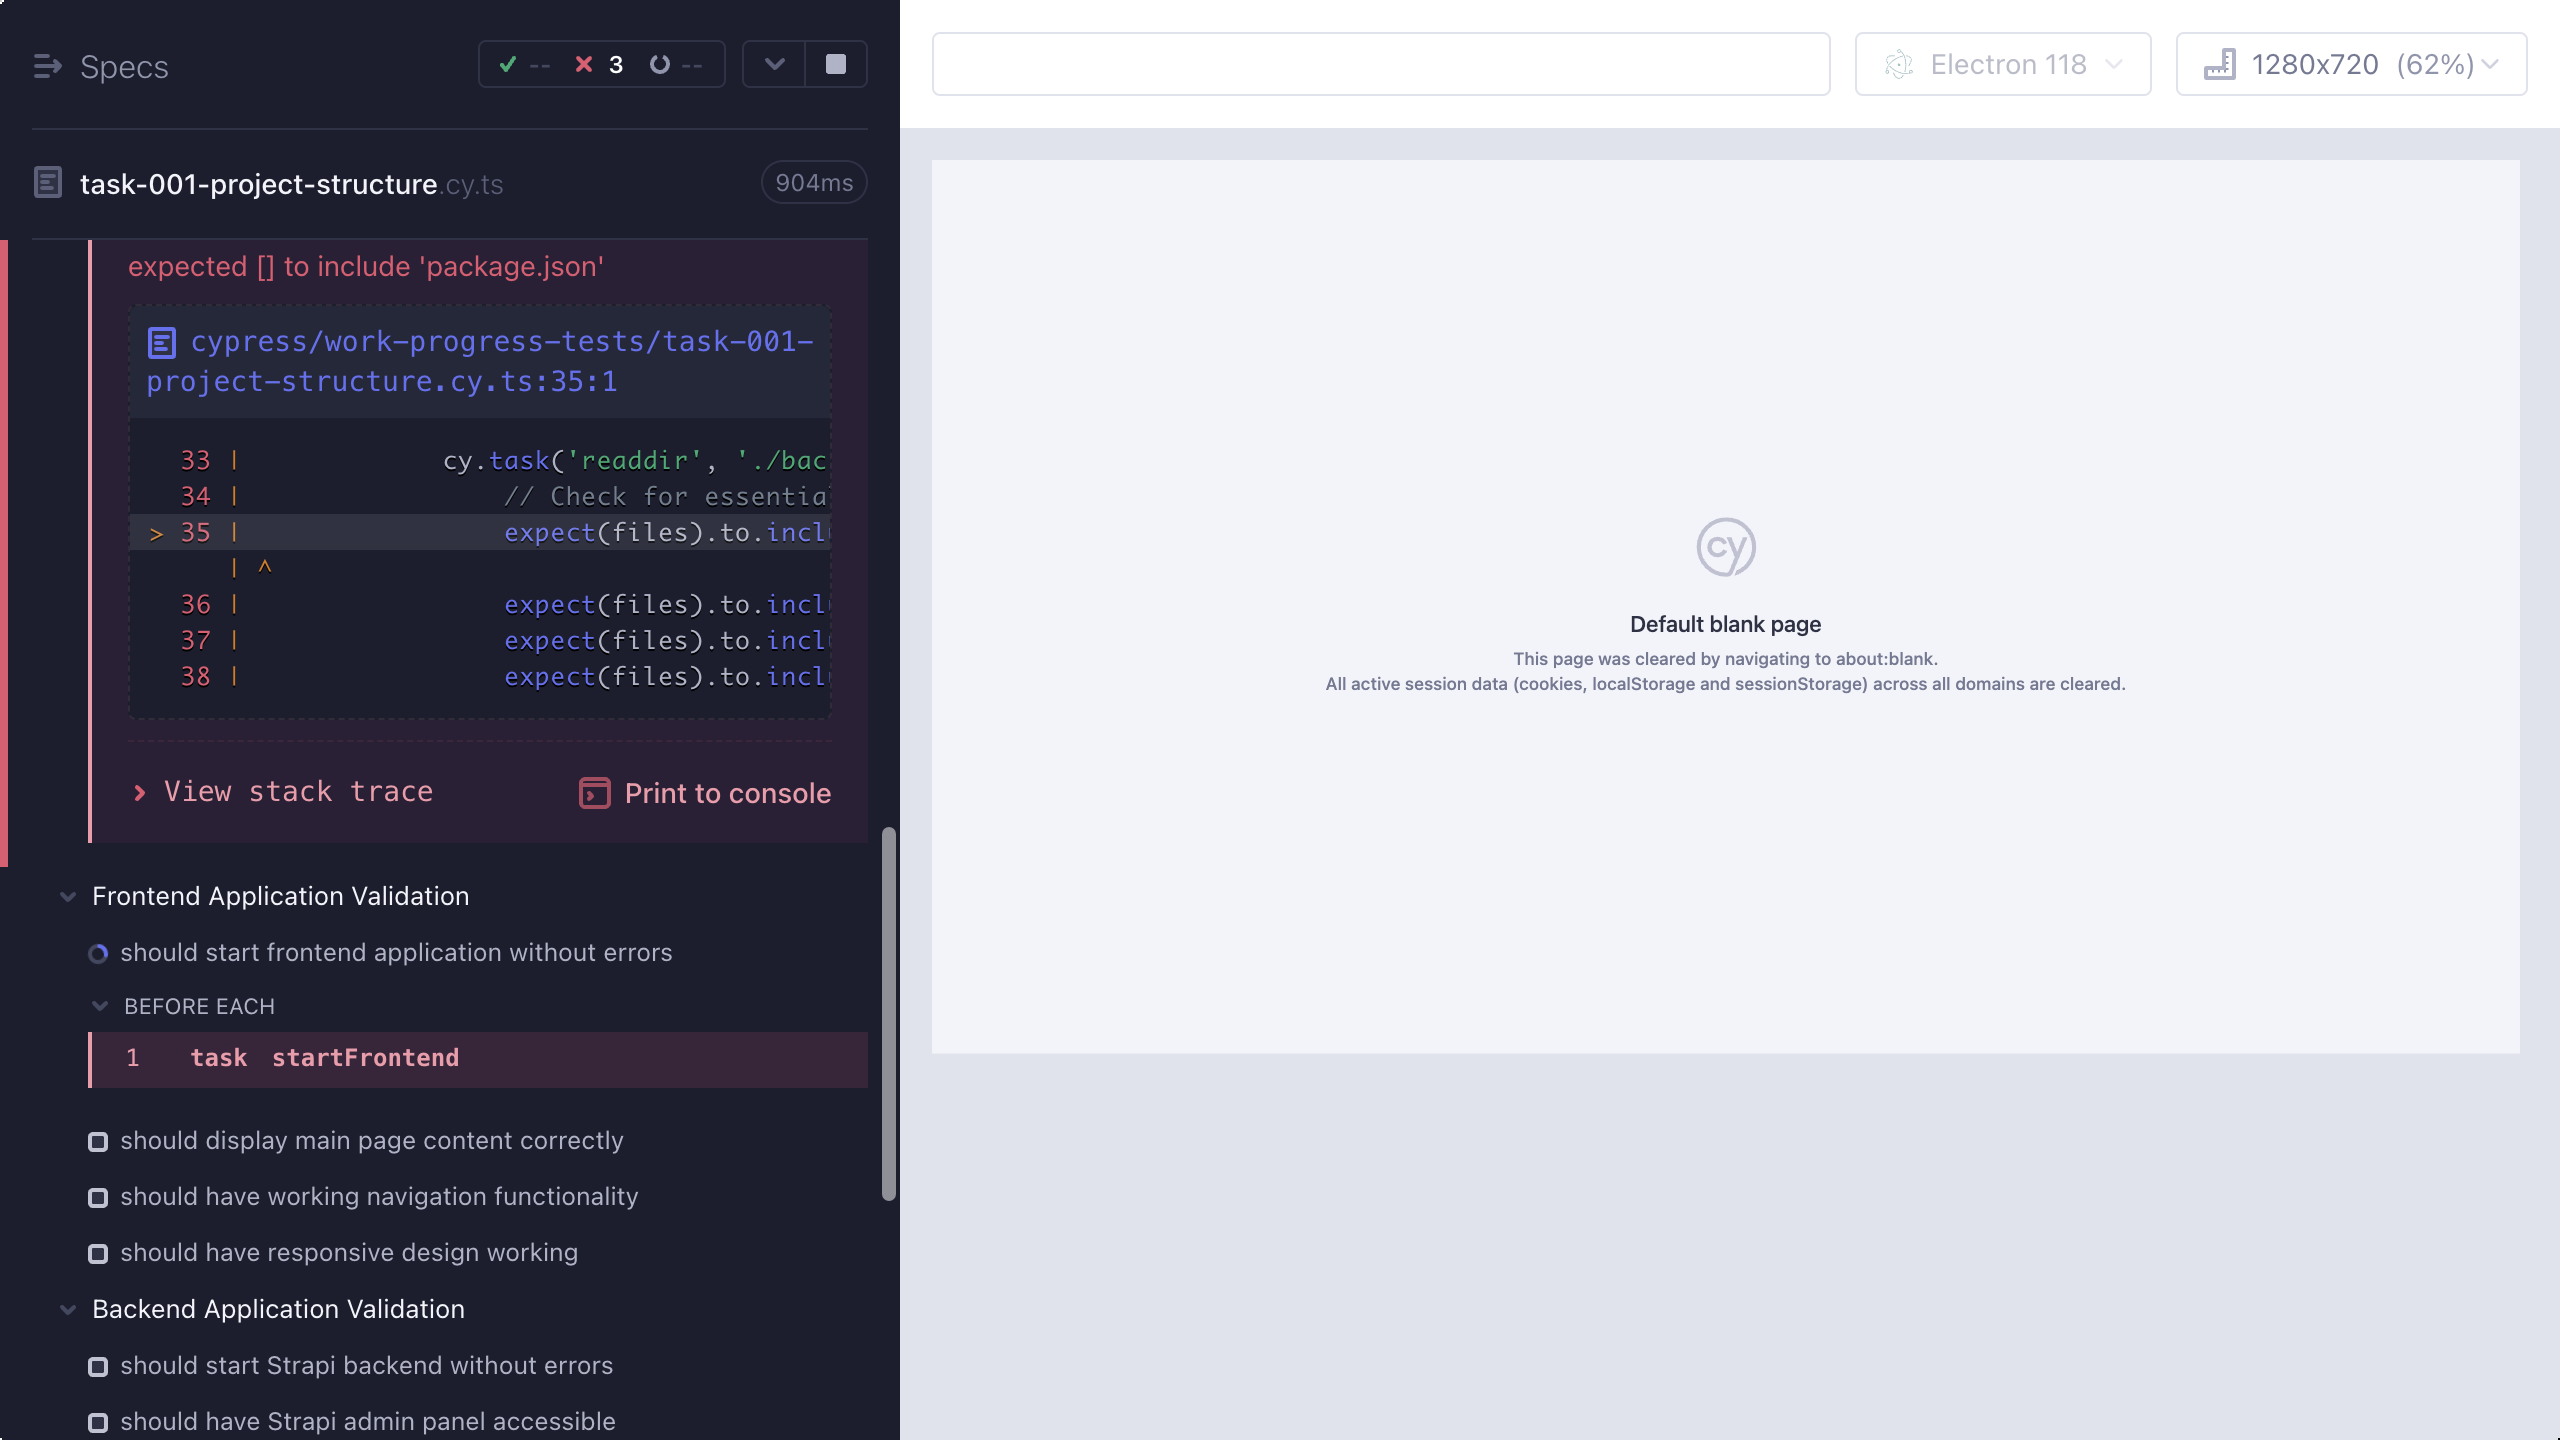 Specs
-- 3 --
Electron 118
1280x720 (62%)
task-001-project-structure.cy.ts
904ms
expected [] to include 'package.json'
cypress/work-progress-tests/task-001-
project-structure.cy.ts:35:1
33 | cy.task('readdir', './bac
34 | // Check for essentia
> 35 | expect(files).to.incl
| ^
36 | expect(files).to.incl
37 | expect(files).to.incl
38 | expect(files).to.incl
View stack trace
Print to console
Frontend Application Validation
should start frontend application without errors
BEFORE EACH
1 task startFrontend
should display main page content correctly
should have working navigation functionality
should have responsive design working
Backend Application Validation
should start Strapi backend without errors
should have Strapi admin panel accessible
cy
Default blank page
This page was cleared by navigating to about:blank.
All active session data (cookies, localStorage and sessionStorage) across all domains are cleared.